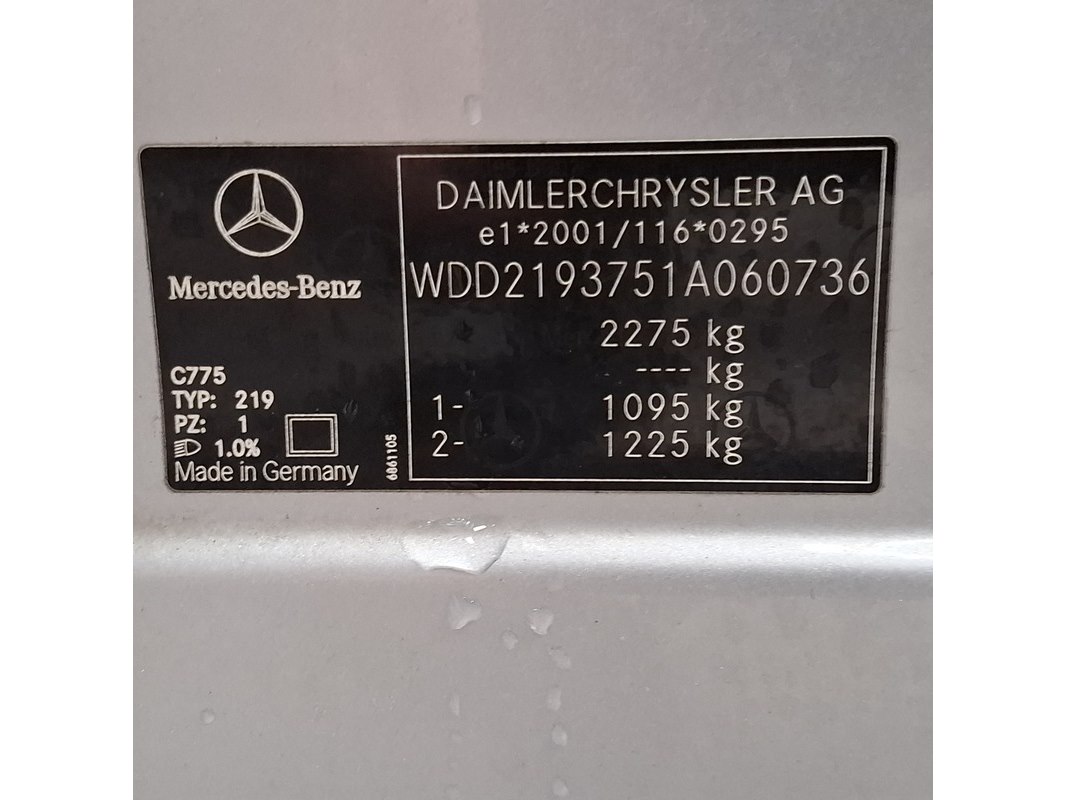 Mercedes-Benz
C775
TYP: 219
PZ: 1
1.0%
Made in Germany
6861105
DAIMLERCHRYSLER AG
e1*2001/116*0295
WDD2193751A060736
2275 kg
---- kg
1- 1095 kg
2- 1225 kg